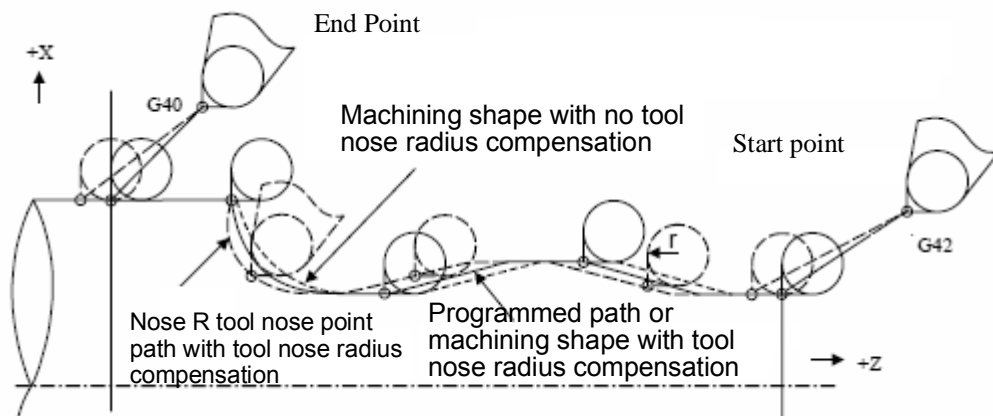 End Point
+X
G40
Machining shape with no tool
nose radius compensation
Start point
r
G42
Nose R tool nose point
path with tool nose radius
compensation
Programmed path or
machining shape with tool
nose radius compensation
+Z